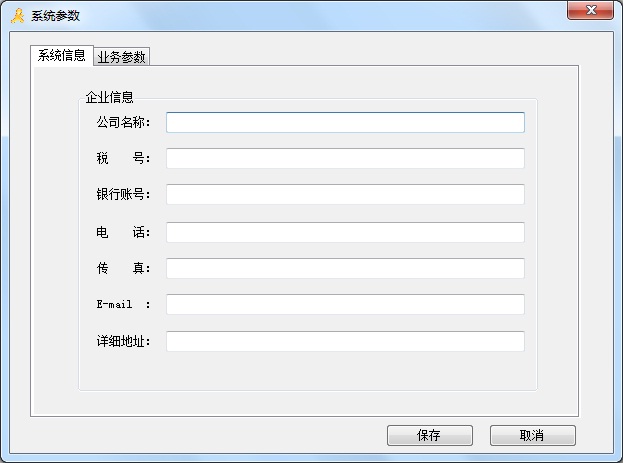 系统参数
系统信息 业务参数
企业信息
公司名称：
税　号：
银行账号：
电　话：
传　真：
E-mail ：
详细地址：
保存 取消